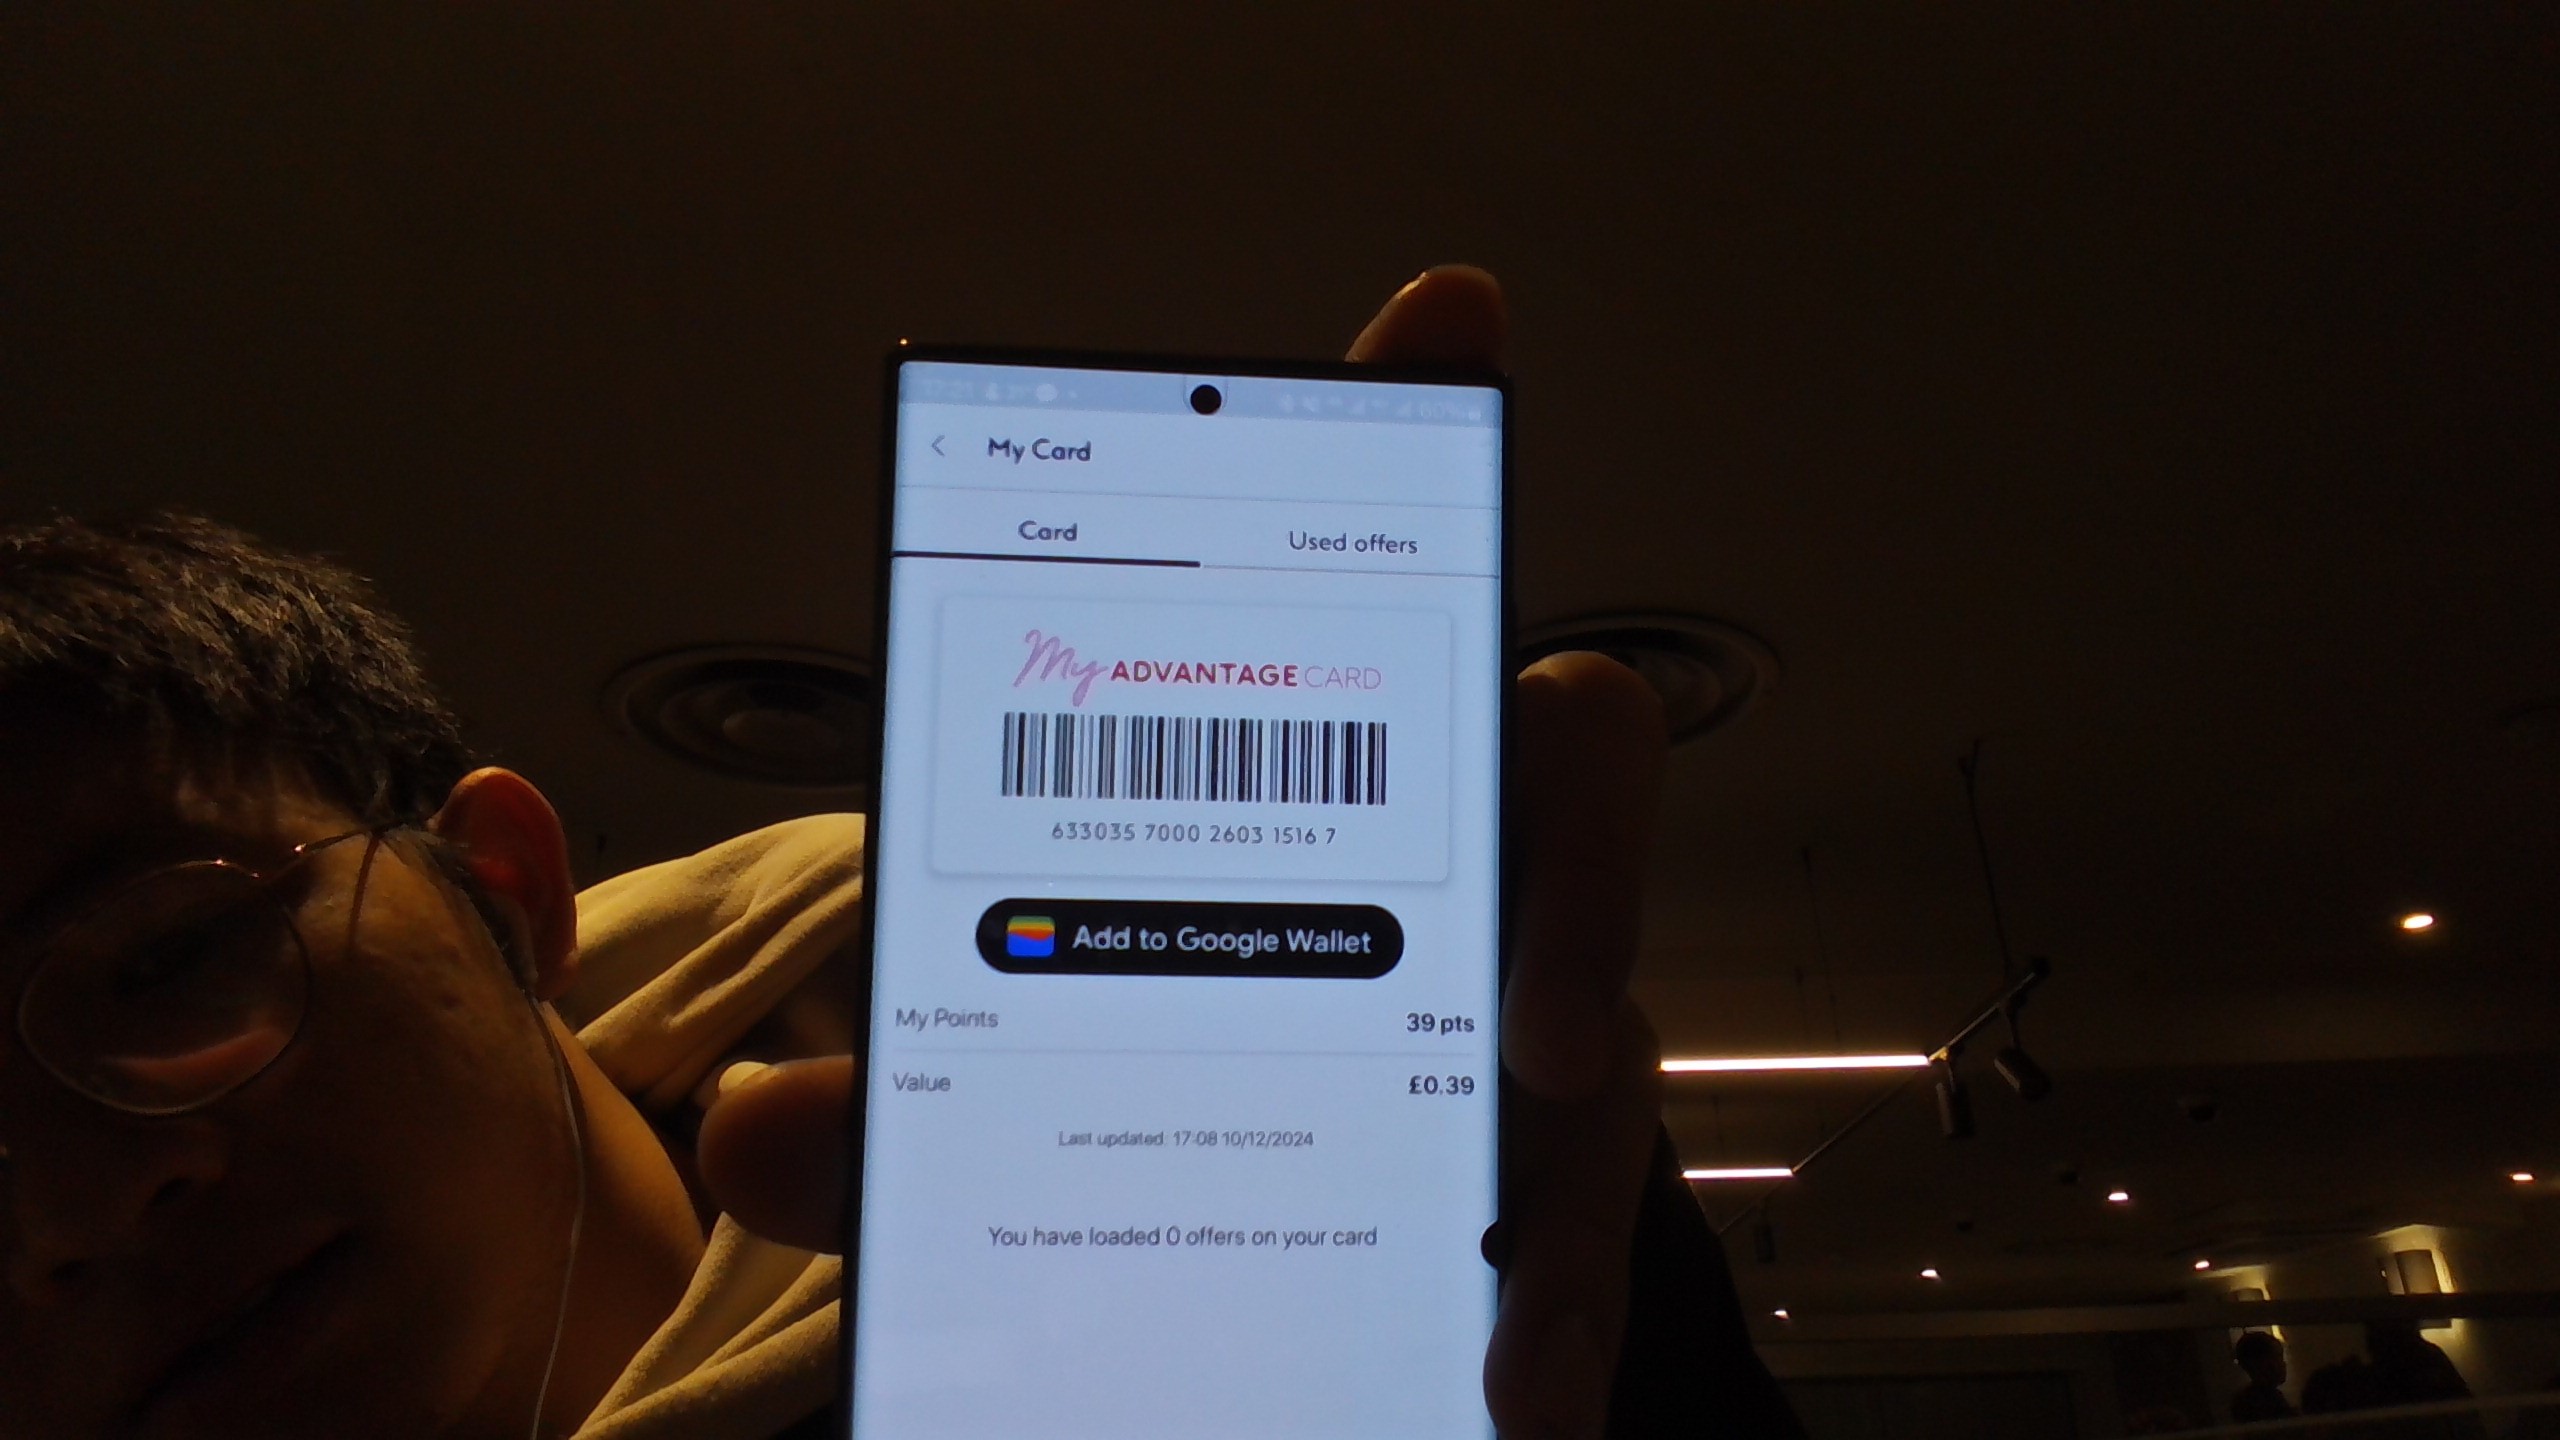 My Card
Card
Used offers
My ADVANTAGE CARD
633035 7000 2603 1516 7
Add to Google Wallet
My Points
39 pts
Value
£0.39
Last updated: 17:08 10/12/2024
You have loaded 0 offers on your card